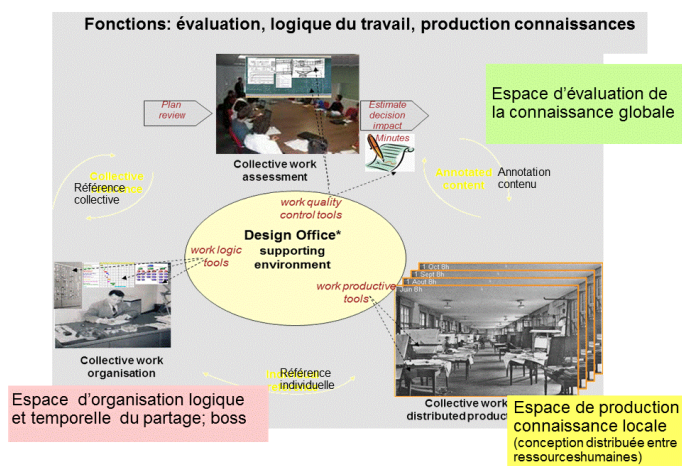 Fonctions: évaluation, logique du travail, production connaissances
Plan
review
Estimate
decision
impact
Minutes
Espace d'évaluation de
la connaissance globale
Collective work
assessment
Collective
Référence
collective
Annotated
content
Annotation
contenu
work quality
control tools
Design Office*
supporting
environment
work logic
tools
work productive
tools
1 Oct 8h
1 Sept 8h
1 Aout 8h
Juin 8h
Collective work
organisation
Référence
individuelle
Collective work
distributed product
Espace d'organisation logique
et temporelle du partage; boss
Espace de production
connaissance locale
(conception distribuée entre
ressourceshumaines)